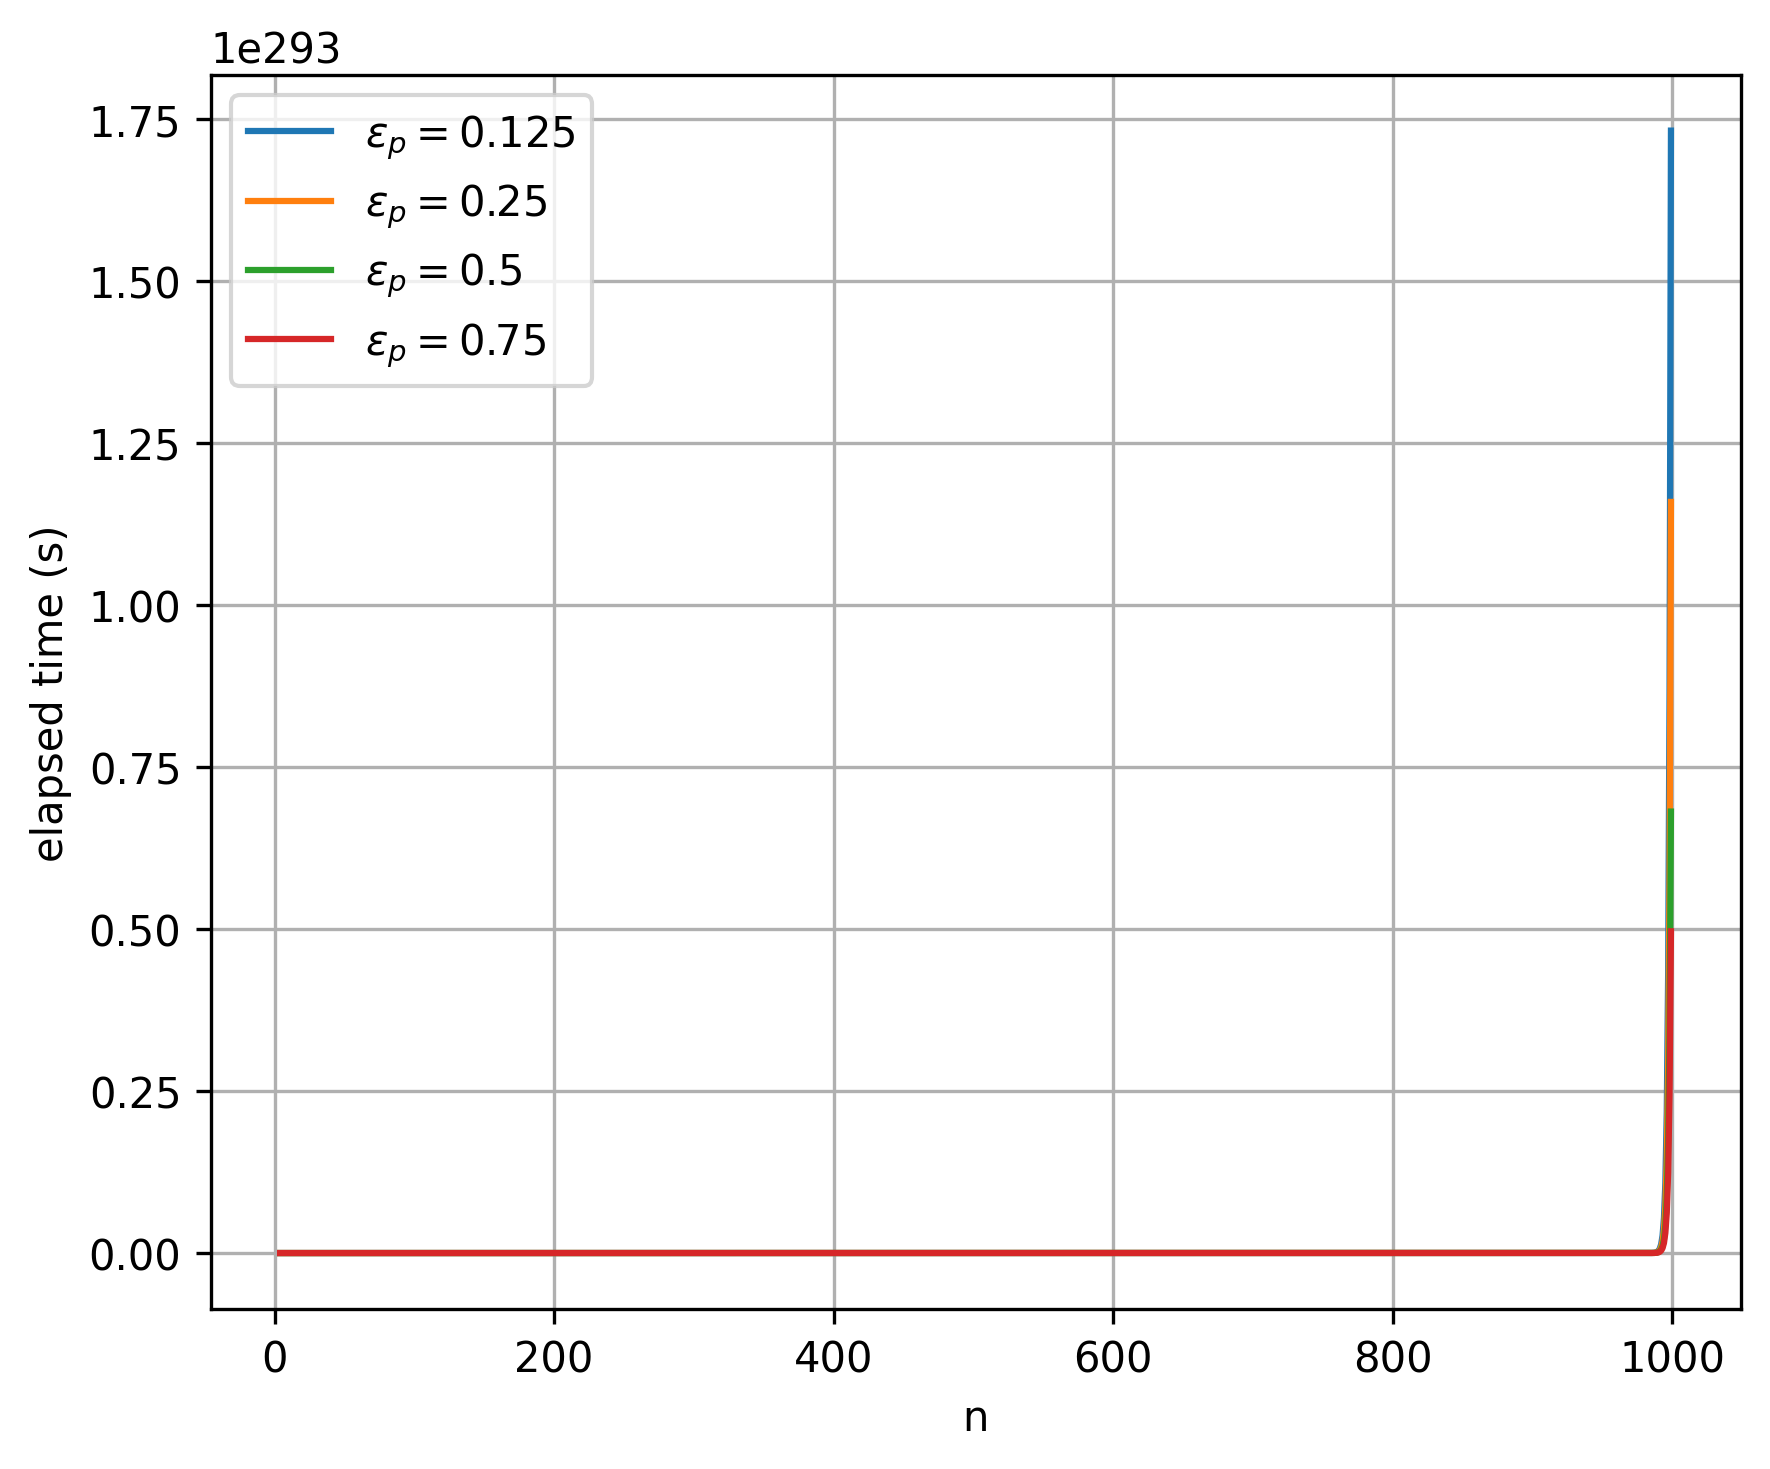 1e293
1.75
1.50
1.25
1.00
0.75
0.50
0.25
0.00
elapsed time (s)
εp = 0.125
εp = 0.25
εp = 0.5
εp = 0.75
0 200 400 600 800 1000
n